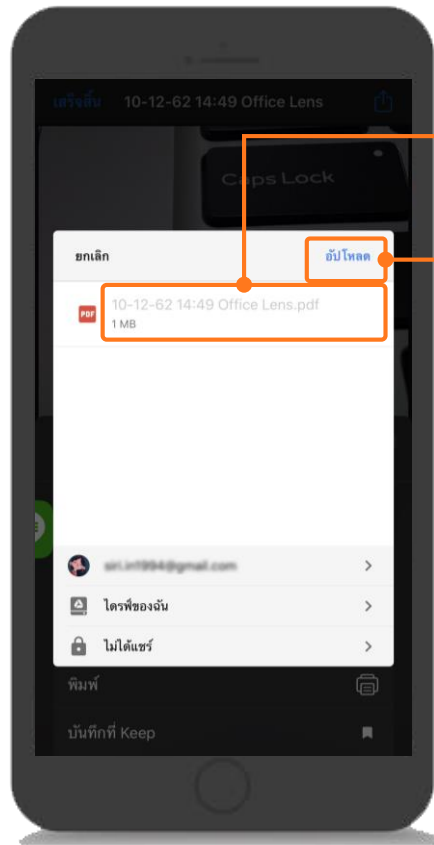 เสร็จสิ้น 10-12-62 14:49 Office Lens
Caps Lock
ยกเลิก อัปโหลด
PDF 10-12-62 14:49 Office Lens.pdf
1 MB
ไดรฟ์ของฉัน
ไม่ได้แชร์
พิมพ์
บันทึกที่ Keep